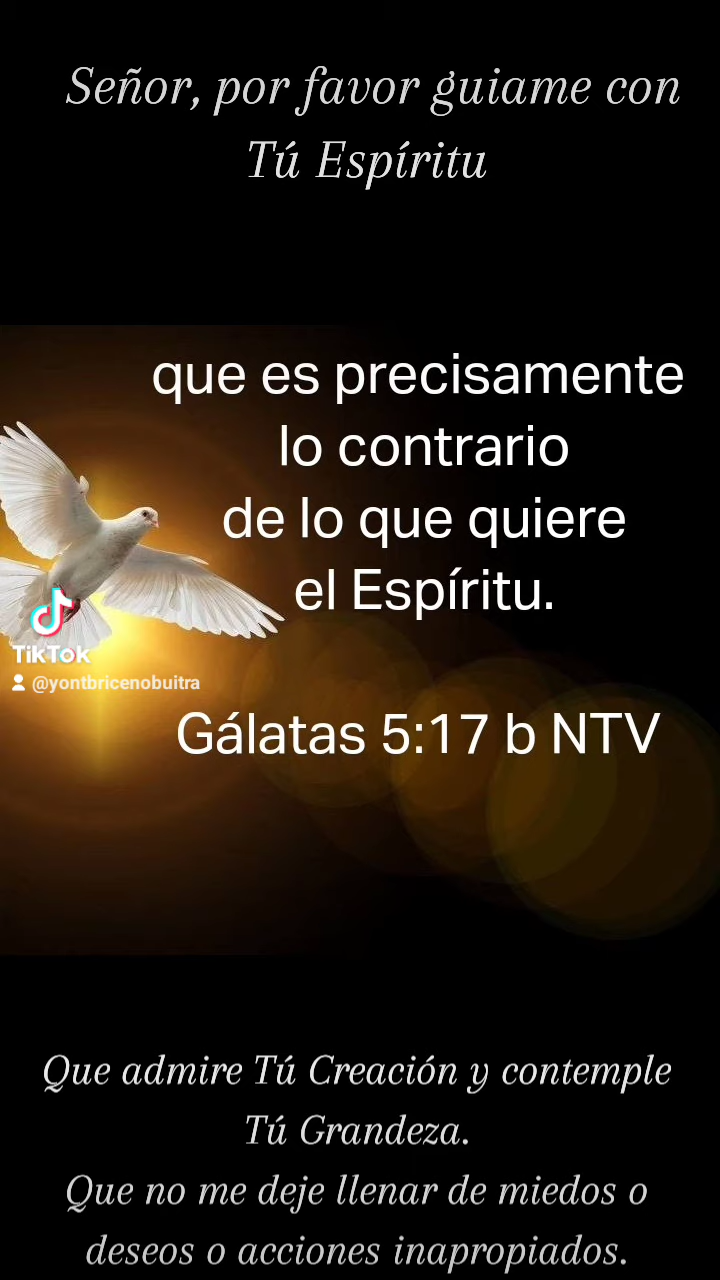 Señor, por favor guiame con
Tú Espíritu
que es precisamente
lo contrario
de lo que quiere
el Espíritu.
TikTok
@yontbricenobuitra
Gálatas 5:17 b NTV
Que admire Tú Creación y contemple
Tú Grandeza.
Que no me deje llenar de miedos o
deseos o acciones inapropiados.